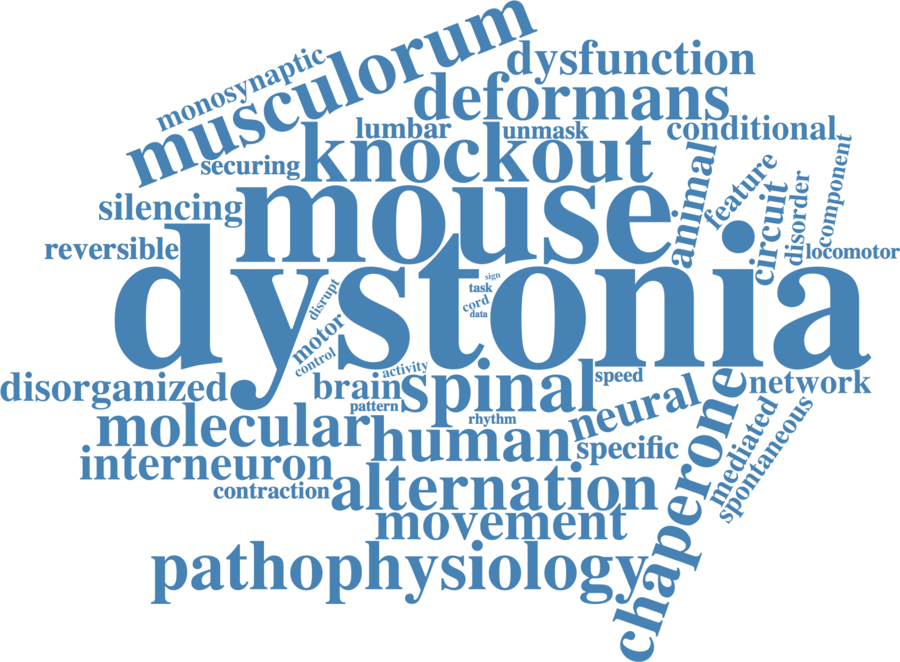 musculorum
monosynaptic
dysfunction
deformans
lumbar
unmask
conditional
securing
knockout
animal
feature
component
silencing
mouse
circuit
disorder
reversible
locomotor
dystonia
disrupt
sign
task
cord
data
motor
control
activity
disorganized
brain
spinal
speed
network
pattern
rhythm
neural
chaperone
mediated
spontaneous
molecular
human
specific
interneuron
contraction
alternation
movement
pathophysiology